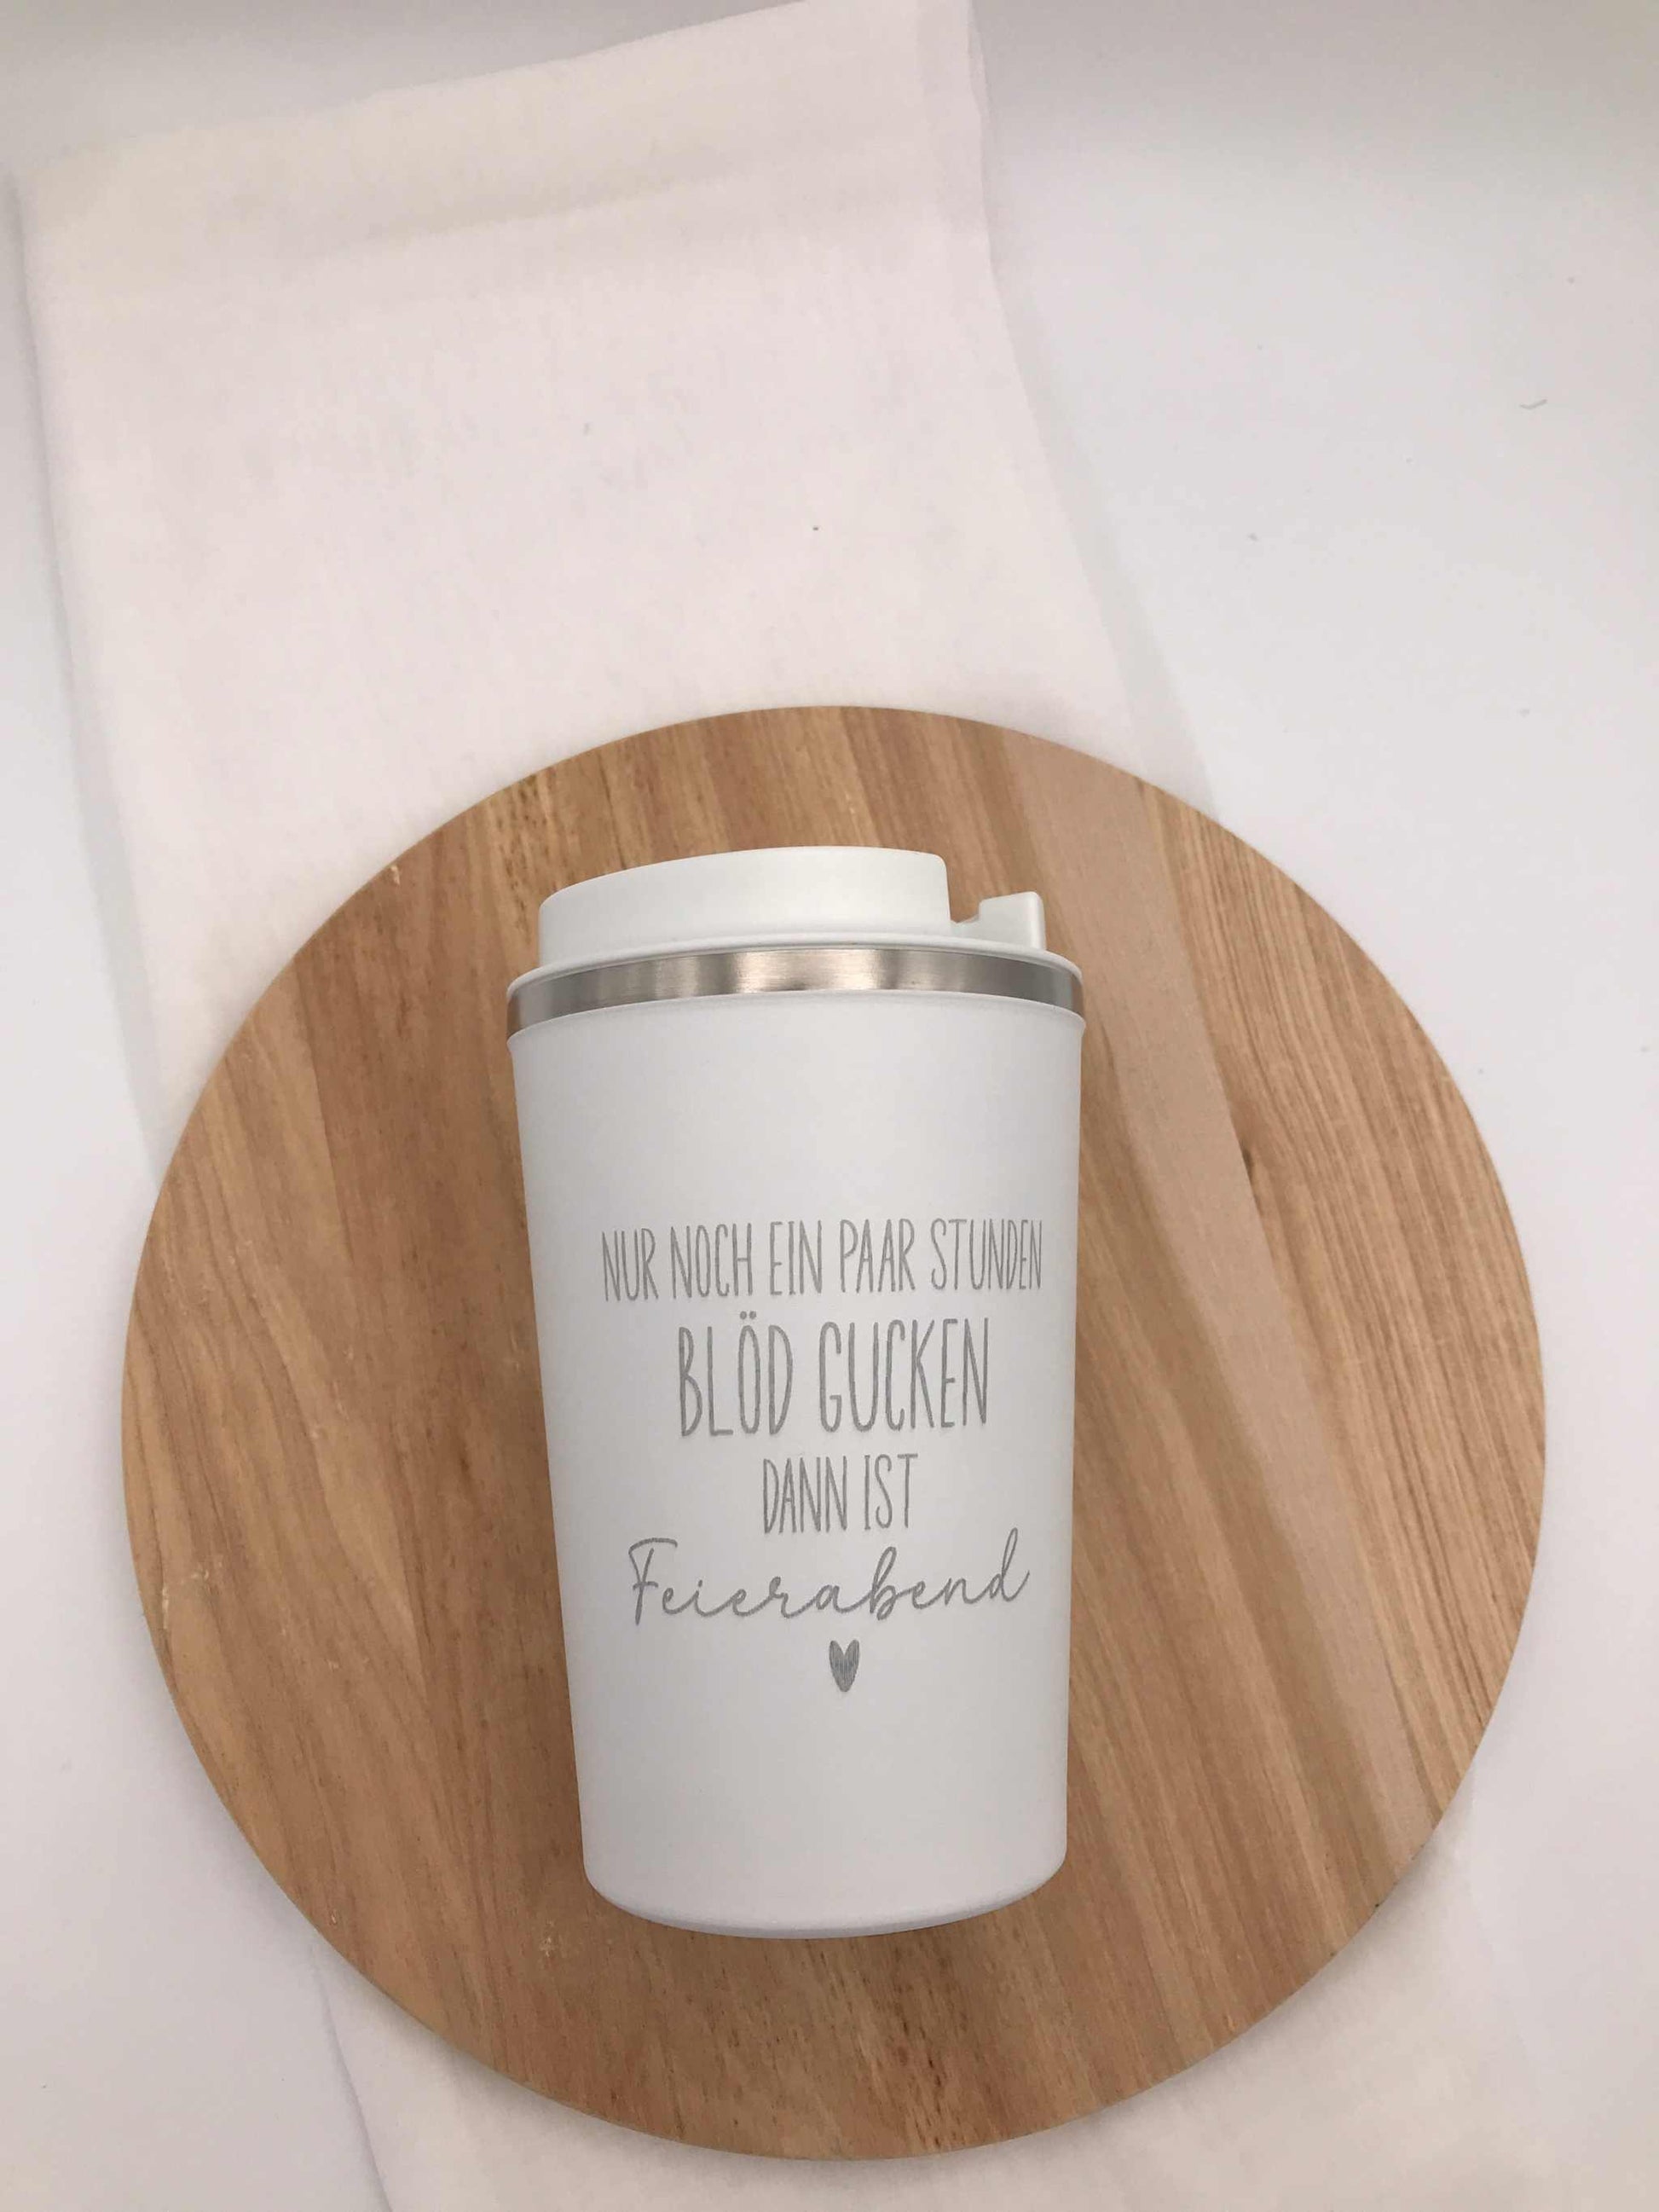 NUR NOCH EIN PAAR STUNDEN
BLÖD GUCKEN
DANN IST
Feierabend